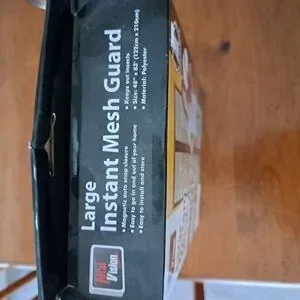 Large
Instant Mesh Guard
• Magnetic auto snap closure
• Easy to go in and out of your home
• Easy to install and store
• Keeps out insects
• Size: 48" x 83" (122cm x 210cm)
• Material: Polyester
Total
Vision